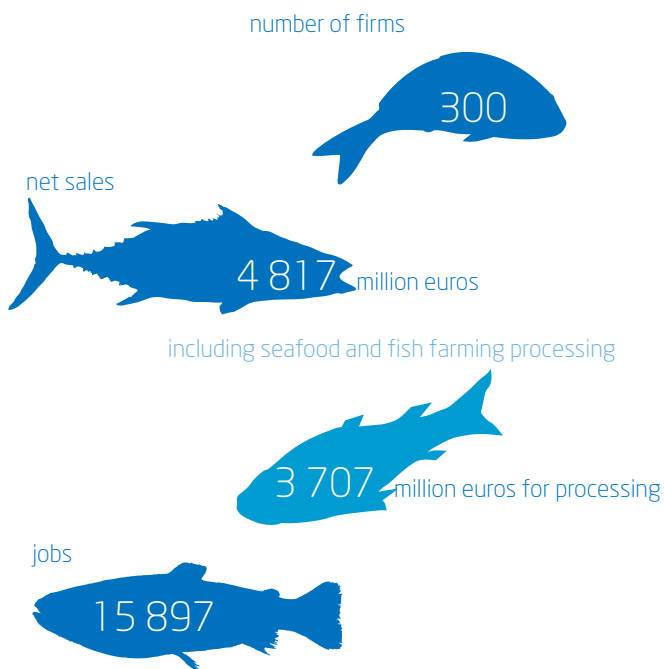 number of firms
300
net sales
4 817
million euros
including seafood and fish farming processing
3 707
million euros for processing
jobs
15 897